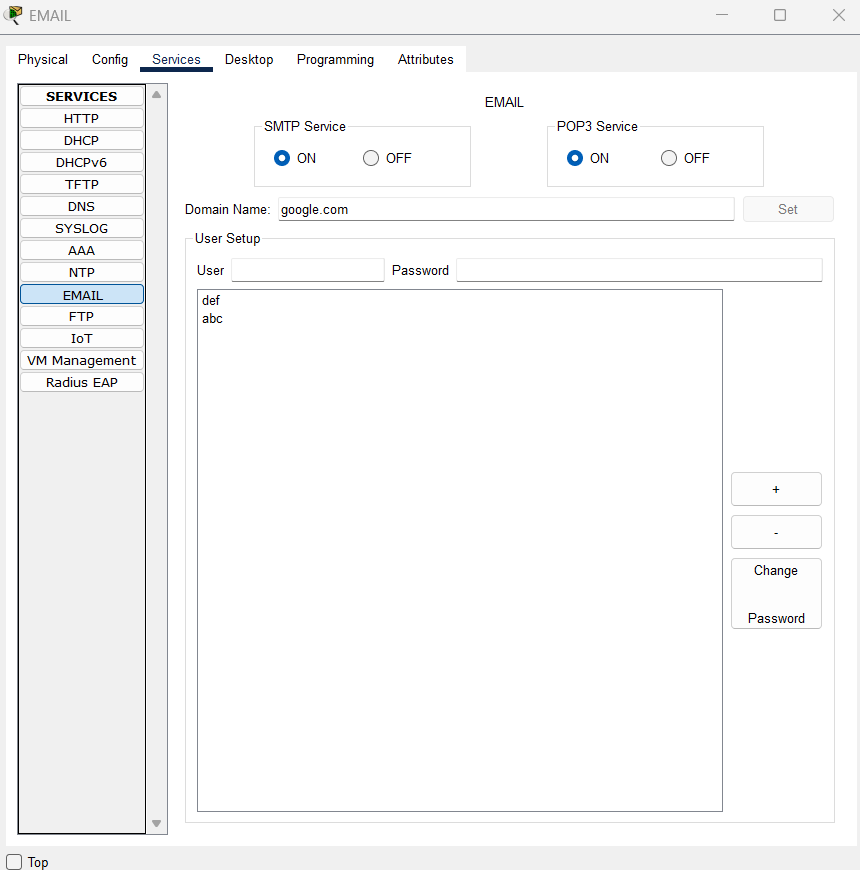 EMAIL
Physical Config Services Desktop Programming Attributes
SERVICES
HTTP
DHCP
DHCPv6
TFTP
DNS
SYSLOG
AAA
NTP
EMAIL
FTP
IoT
VM Management
Radius EAP
EMAIL
SMTP Service
ON OFF
POP3 Service
ON OFF
Domain Name: google.com Set
User Setup
User Password
def
abc
+
-
Change
Password
Top